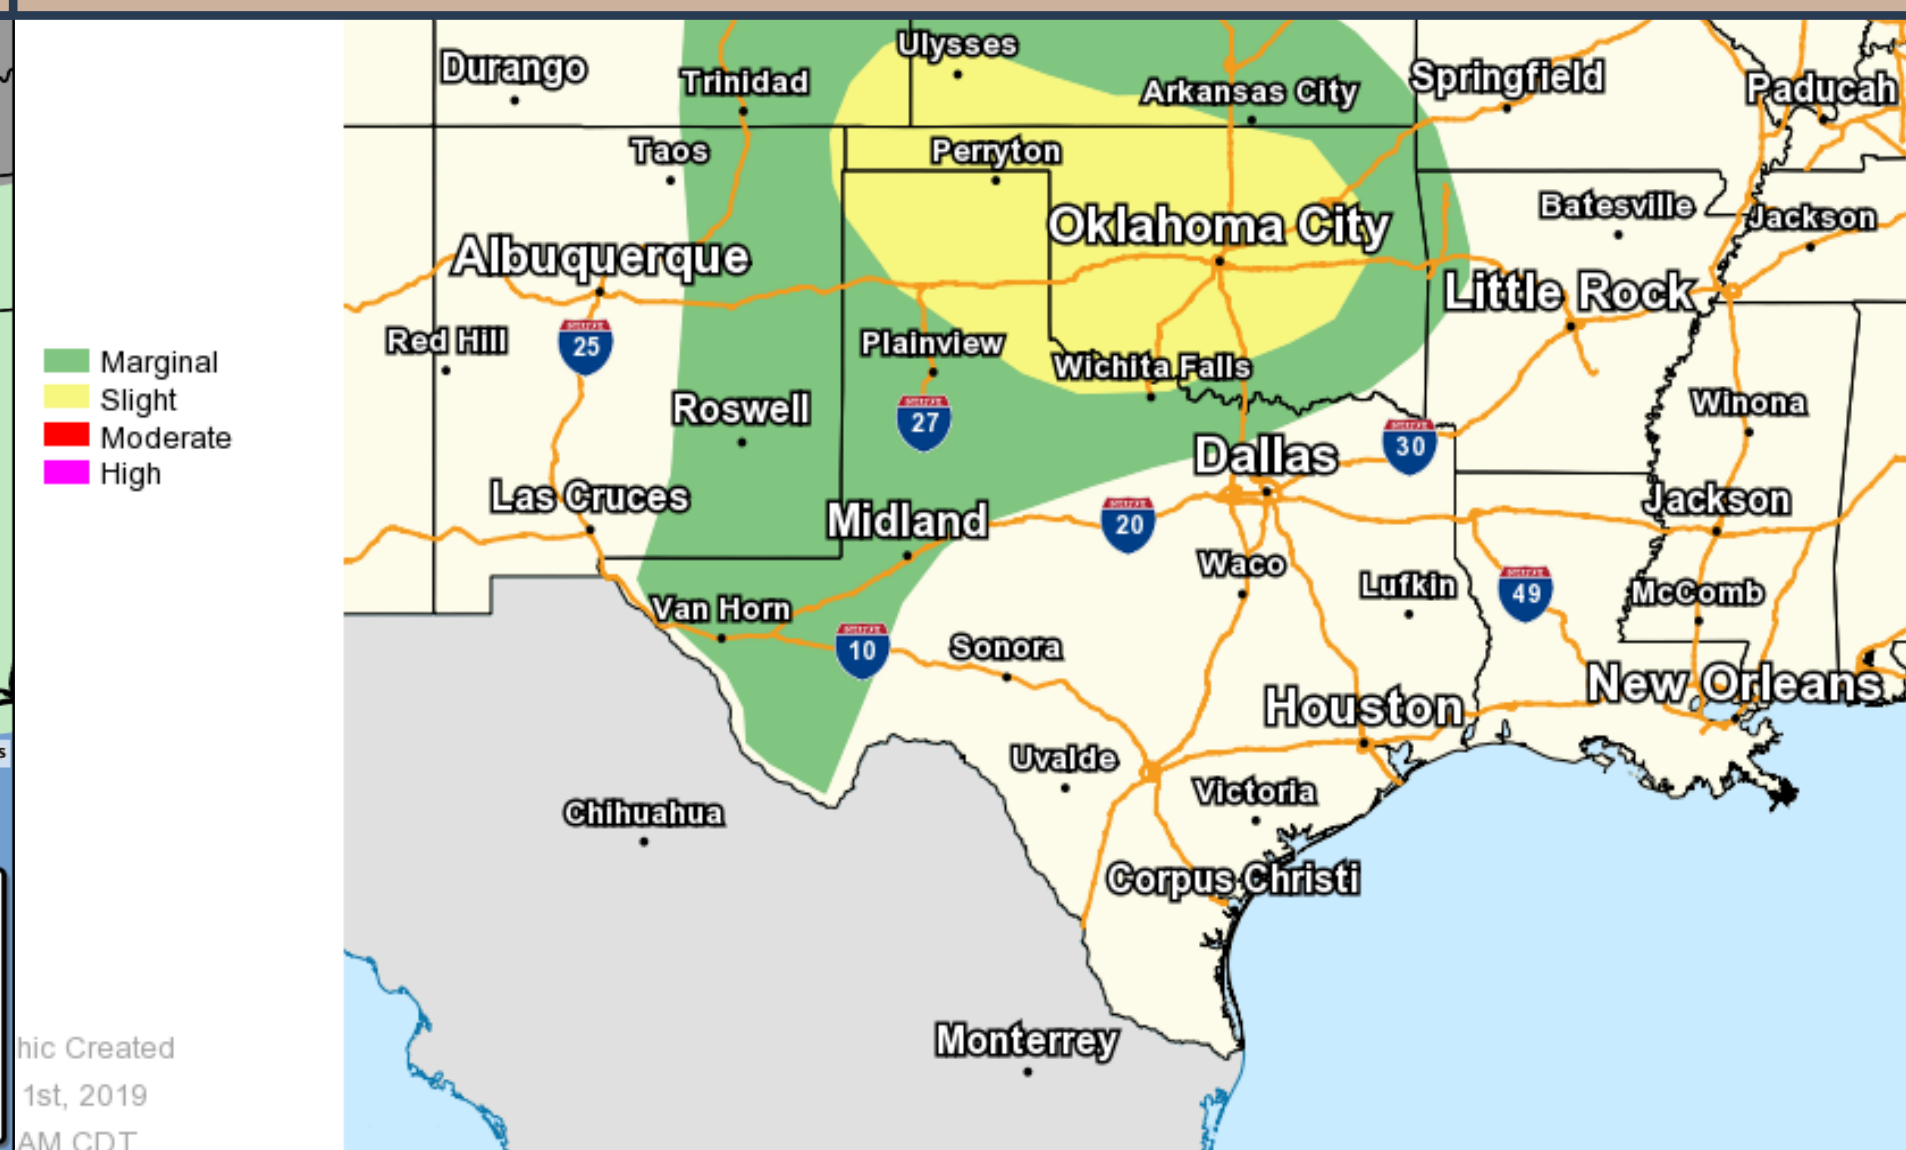 Marginal
Slight
Moderate
High
hic Created
1st, 2019
AM CDT
s
Durango
Trinidad
Ulysses
Arkansas City
Springfield
Paducah
Taos
Perryton
Oklahoma City
Batesville
Jackson
Albuquerque
Little Rock
Red Hill
25
Plainview
Wichita Falls
Roswell
27
Dallas
30
Winona
Las Cruces
Midland
20
Jackson
Waco
Lufkin
49
McComb
Van Horn
10
Sonora
Houston
New Orleans
Uvalde
Victoria
Chihuahua
Corpus Christi
Monterrey